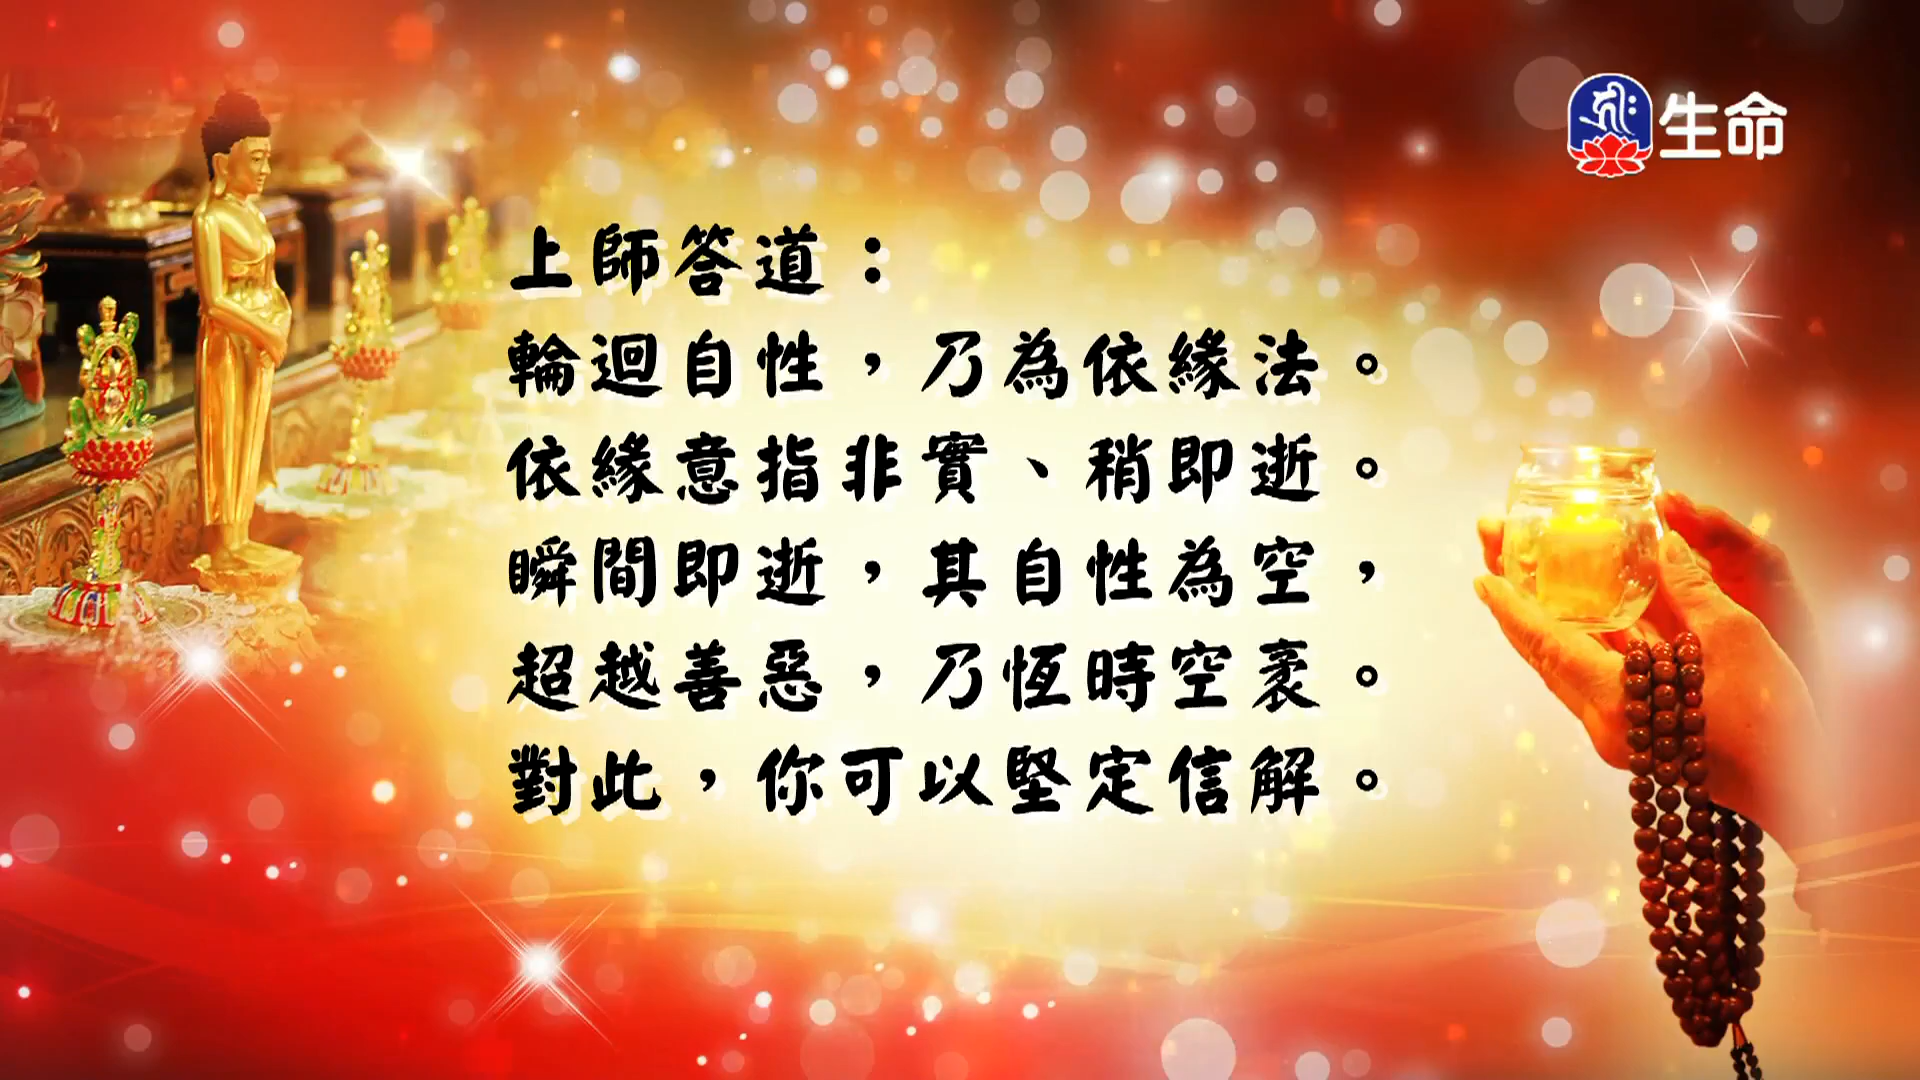 生命
上師答道：
輪迴自性，乃為依緣法。
依緣意指非實、稍即逝。
瞬間即逝，其自性為空，
超越善惡，乃恆時空袤。
對此，你可以堅定信解。